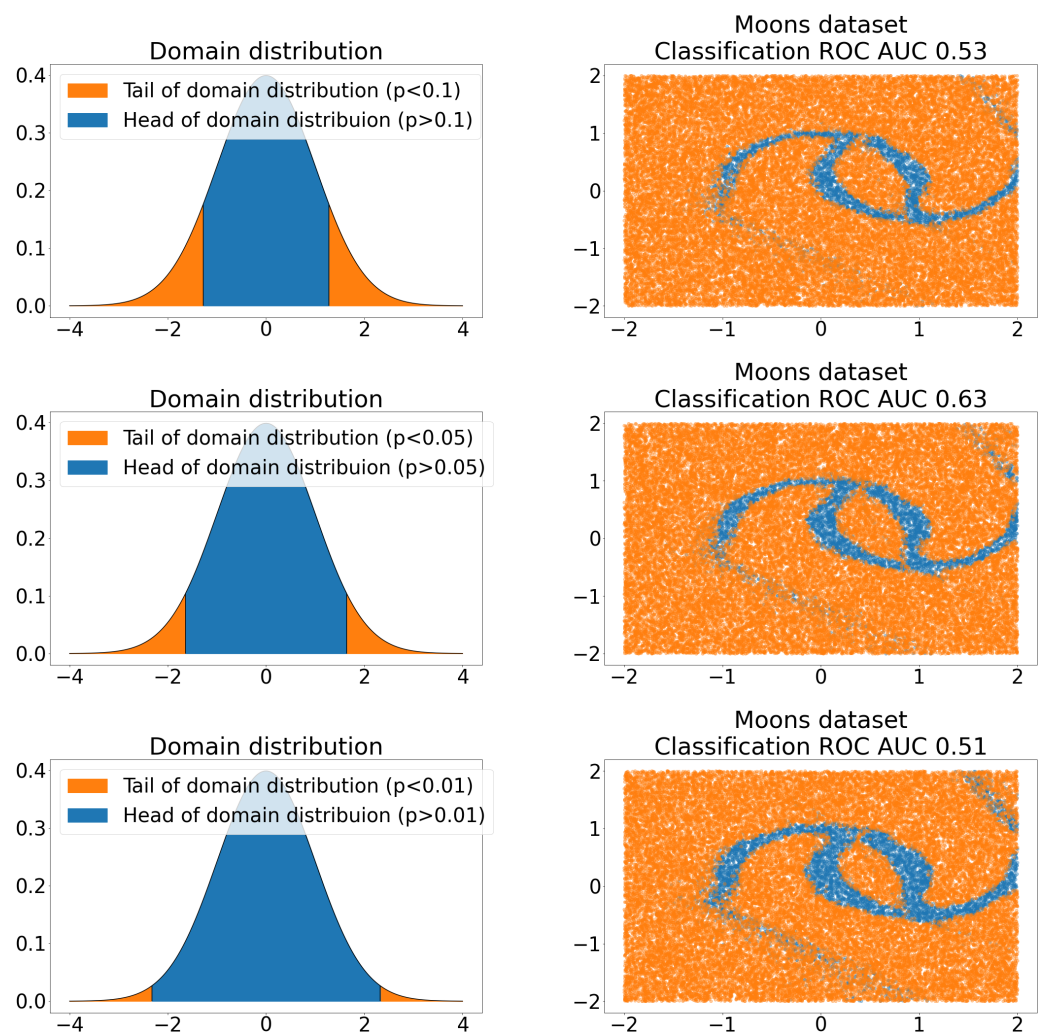 Domain distribution
Tail of domain distribution (p<0.1)
Head of domain distribuion (p>0.1)
0.4
0.3
0.2
0.1
0.0
−4 −2 0 2 4
Moons dataset
Classification ROC AUC 0.53
2
1
0
−1
−2
−2 −1 0 1 2
Domain distribution
Tail of domain distribution (p<0.05)
Head of domain distribuion (p>0.05)
0.4
0.3
0.2
0.1
0.0
−4 −2 0 2 4
Moons dataset
Classification ROC AUC 0.63
2
1
0
−1
−2
−2 −1 0 1 2
Domain distribution
Tail of domain distribution (p<0.01)
Head of domain distribuion (p>0.01)
0.4
0.3
0.2
0.1
0.0
−4 −2 0 2 4
Moons dataset
Classification ROC AUC 0.51
2
1
0
−1
−2
−2 −1 0 1 2